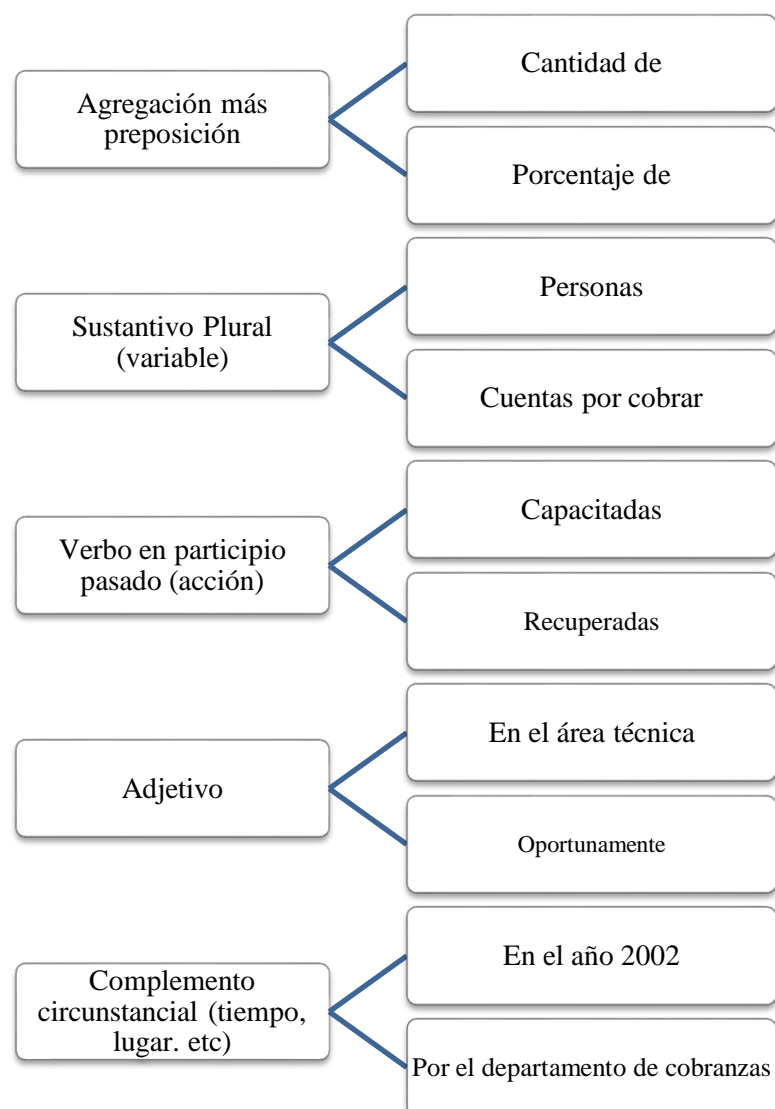 Agregación más
preposición
Cantidad de
Porcentaje de
Sustantivo Plural
(variable)
Personas
Cuentas por cobrar
Verbo en participio
pasado (acción)
Capacitadas
Recuperadas
Adjetivo
En el área técnica
Oportunamente
Complemento
circunstancial (tiempo,
lugar. etc)
En el año 2002
Por el departamento de cobranzas